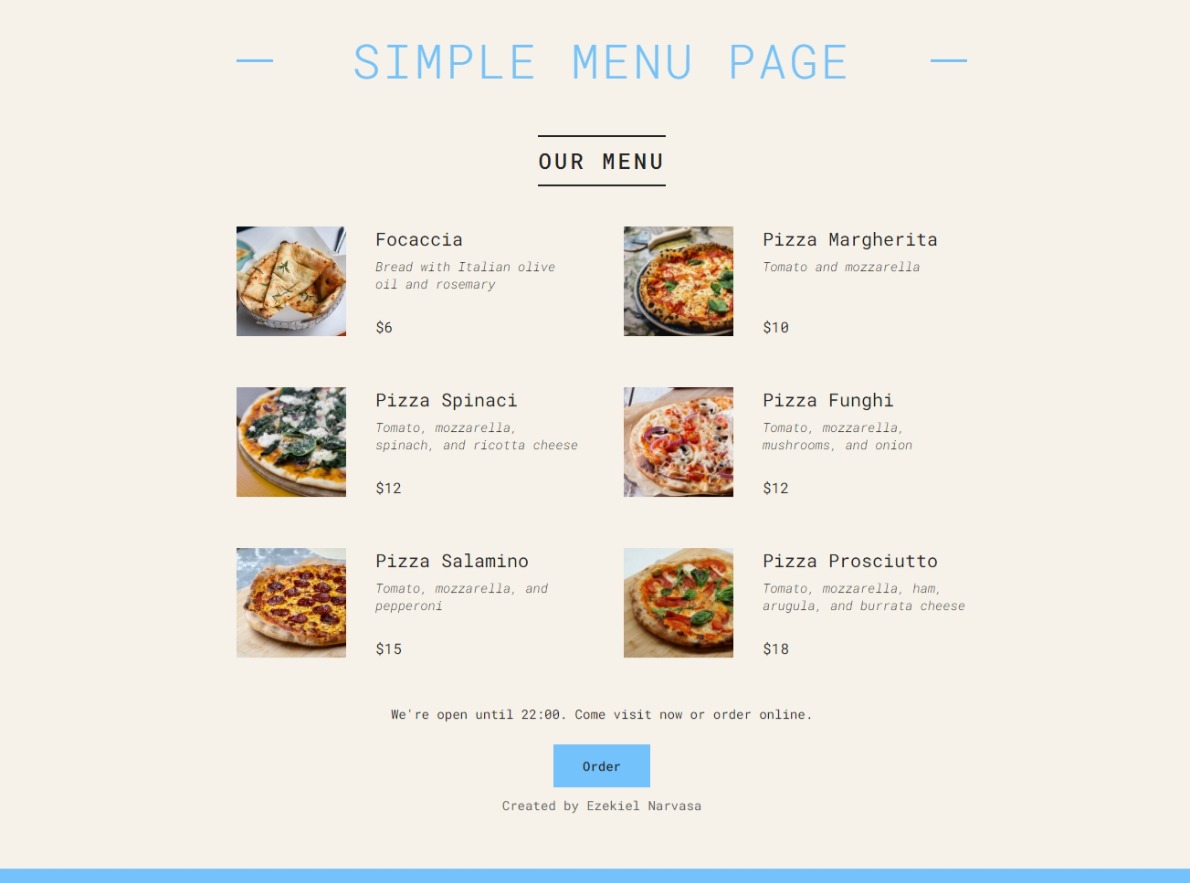 SIMPLE MENU PAGE
OUR MENU
Focaccia
Bread with Italian olive
oil and rosemary
$6
Pizza Margherita
Tomato and mozzarella
$10
Pizza Spinaci
Tomato, mozzarella,
spinach, and ricotta cheese
$12
Pizza Funghi
Tomato, mozzarella,
mushrooms, and onion
$12
Pizza Salamino
Tomato, mozzarella, and
pepperoni
$15
Pizza Prosciutto
Tomato, mozzarella, ham,
arugula, and burrata cheese
$18
We're open until 22:00. Come visit now or order online.
Order
Created by Ezekiel Narvasa